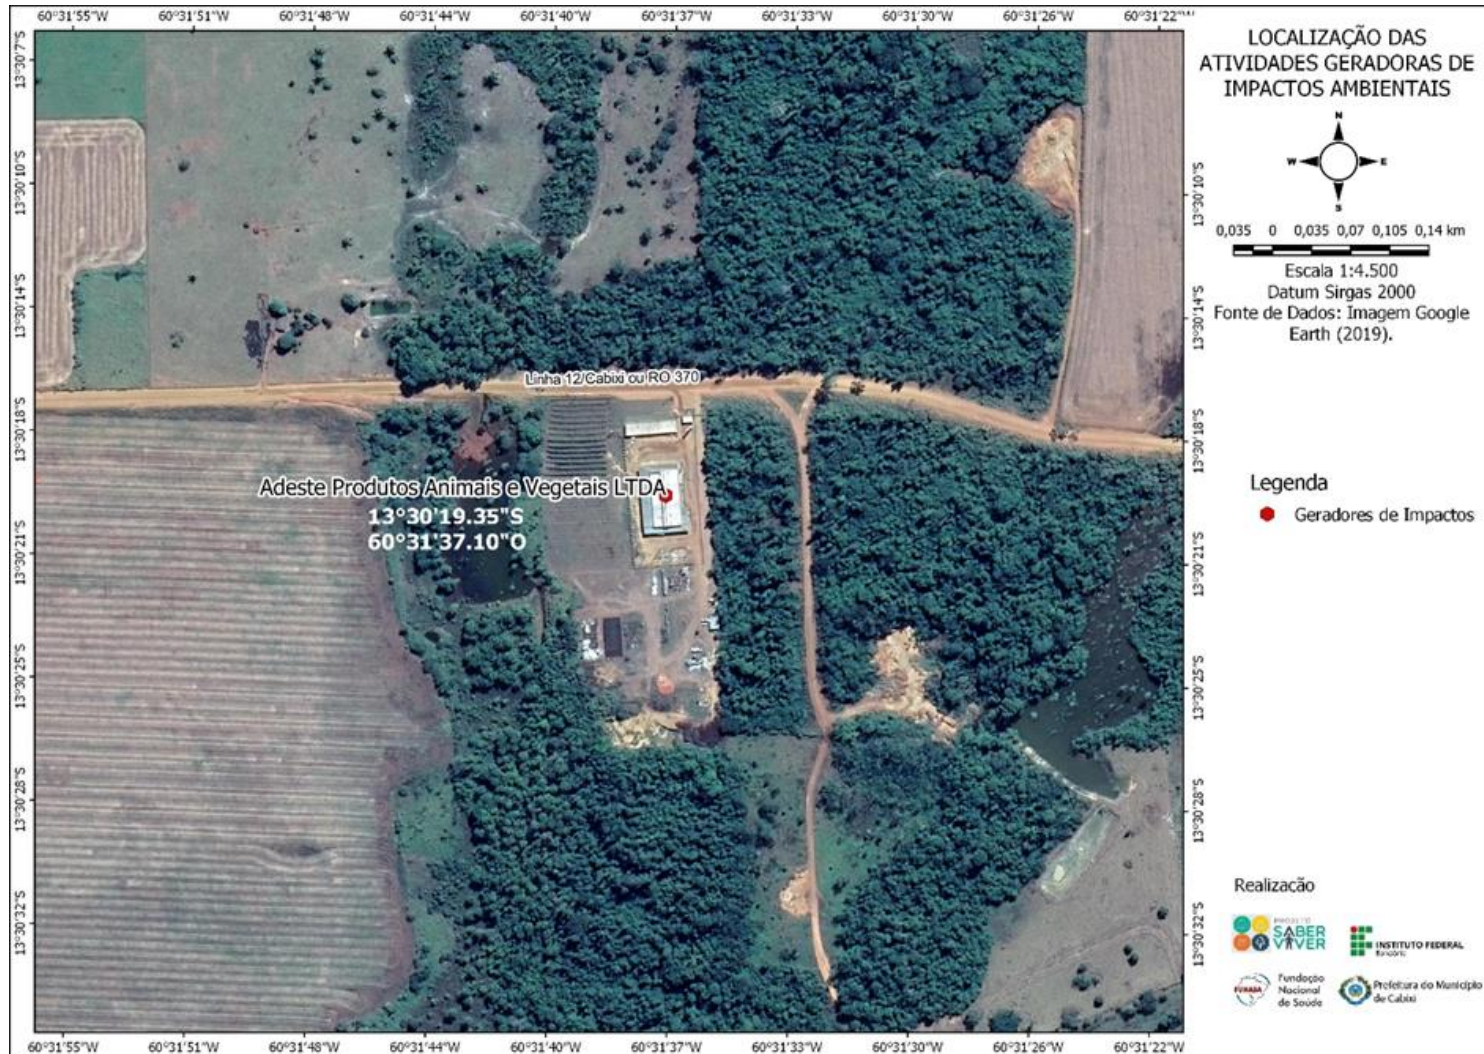 60°31'55"W 60°31'51"W 60°31'48"W 60°31'44"W 60°31'40"W 60°31'37"W 60°31'33"W 60°31'30"W 60°31'26"W 60°31'22"W
LOCALIZAÇÃO DAS
ATIVIDADES GERADORAS DE
IMPACTOS AMBIENTAIS
N
W E
S
0,035 0 0,035 0,07 0,105 0,14 km
Escala 1:4.500
Datum Sirgas 2000
Fonte de Dados: Imagem Google
Earth (2019).
13°30'7"S
13°30'10"S
13°30'14"S
13°30'18"S
13°30'21"S
13°30'25"S
13°30'28"S
13°30'32"S
Linha 12/Cabixi ou RO 370
Adeste Produtos Animais e Vegetais LTDA
13°30'19.35"S
60°31'37.10"O
13°30'10"S
13°30'14"S
13°30'18"S
13°30'21"S
13°30'25"S
13°30'28"S
13°30'32"S
Legenda
Geradores de Impactos
Realização
PROJETO
SABER
VIVER
INSTITUTO FEDERAL
Rondônia
FUNASA
Fundação
Nacional
de Saúde
Prefeitura do Município
de Cabixi
60°31'55"W 60°31'51"W 60°31'48"W 60°31'44"W 60°31'40"W 60°31'37"W 60°31'33"W 60°31'30"W 60°31'26"W 60°31'22"W